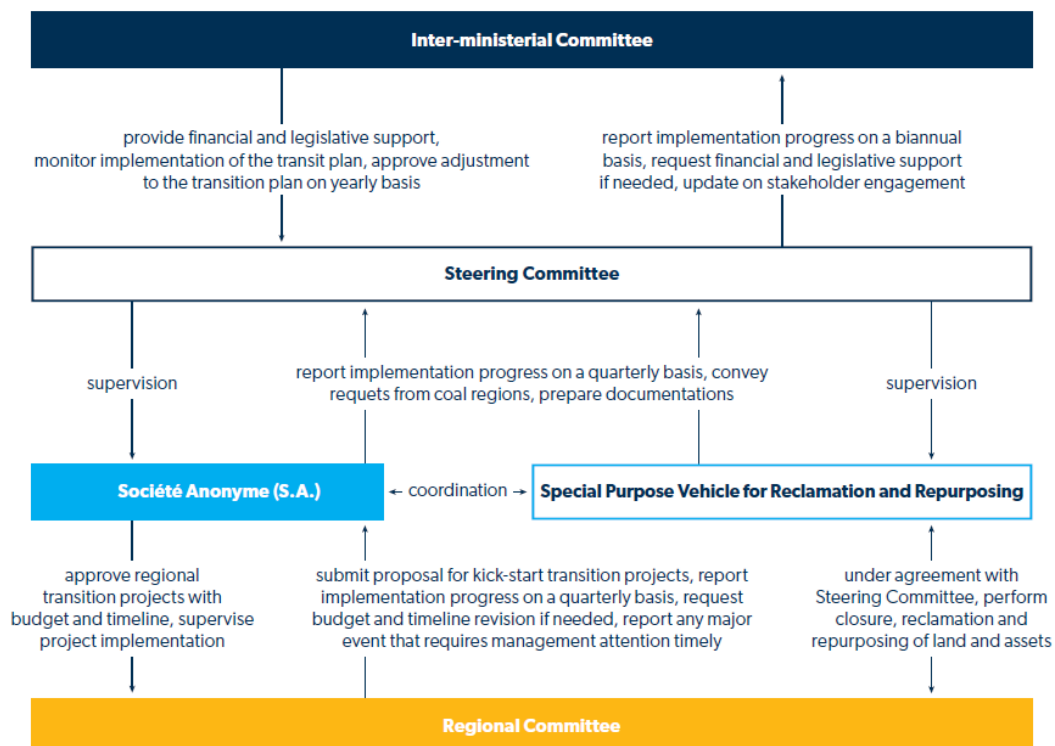 Inter-ministerial Committee
provide financial and legislative support,
monitor implementation of the transit plan, approve adjustment
to the transition plan on yearly basis
report implementation progress on a biannual
basis, request financial and legislative support
if needed, update on stakeholder engagement
Steering Committee
supervision
report implementation progress on a quarterly basis, convey
requets from coal regions, prepare documentations
supervision
Société Anonyme (S.A.)
coordination
Special Purpose Vehicle for Reclamation and Repurposing
approve regional
transition projects with
budget and timeline, supervise
project implementation
submit proposal for kick-start transition projects, report
implementation progress on a quarterly basis, request
budget and timeline revision if needed, report any major
event that requires management attention timely
under agreement with
Steering Committee, perform
closure, reclamation and
repurposing of land and assets
Regional Committee